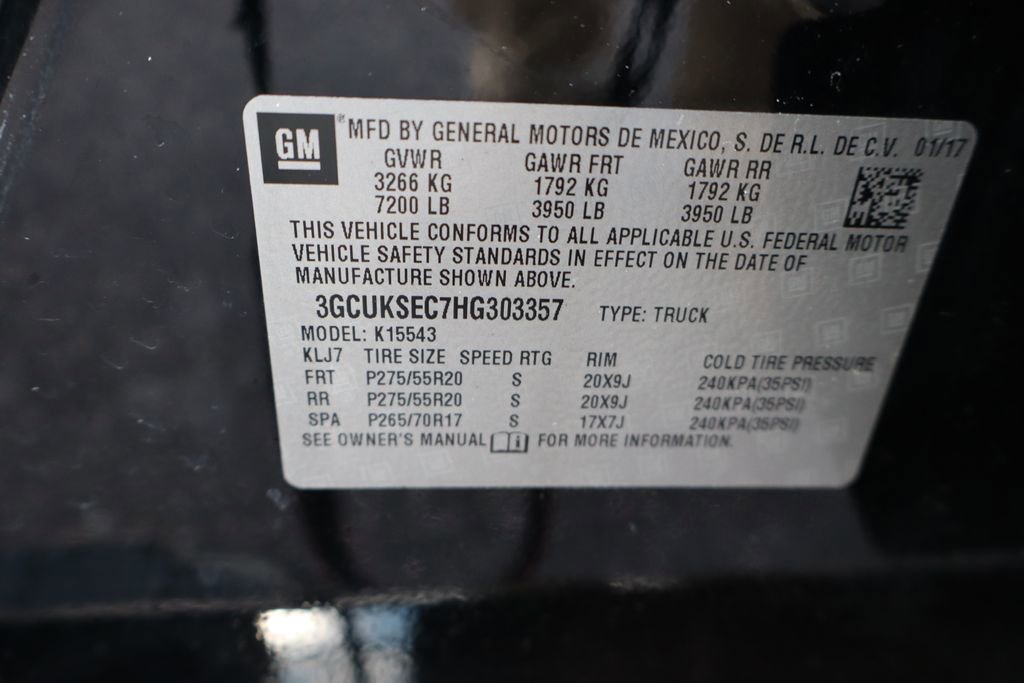 GM ® MFD BY GENERAL MOTORS DE MEXICO, S. DE R.L. DE C.V. 01/17
GVWR GAWR FRT GAWR RR
3266 KG 1792 KG 1792 KG
7200 LB 3950 LB 3950 LB
THIS VEHICLE CONFORMS TO ALL APPLICABLE U.S. FEDERAL MOTOR
VEHICLE SAFETY STANDARDS IN EFFECT ON THE DATE OF
MANUFACTURE SHOWN ABOVE.
3GCUKSEC7HG303357 TYPE: TRUCK
MODEL: K15543
KLJ7 TIRE SIZE SPEED RTG RIM COLD TIRE PRESSURE
FRT P275/55R20 S 20X9J 240KPA(35PSI)
RR P275/55R20 S 20X9J 240KPA(35PSI)
SPA P265/70R17 S 17X7J 240KPA(35PSI)
SEE OWNER'S MANUAL i FOR MORE INFORMATION.